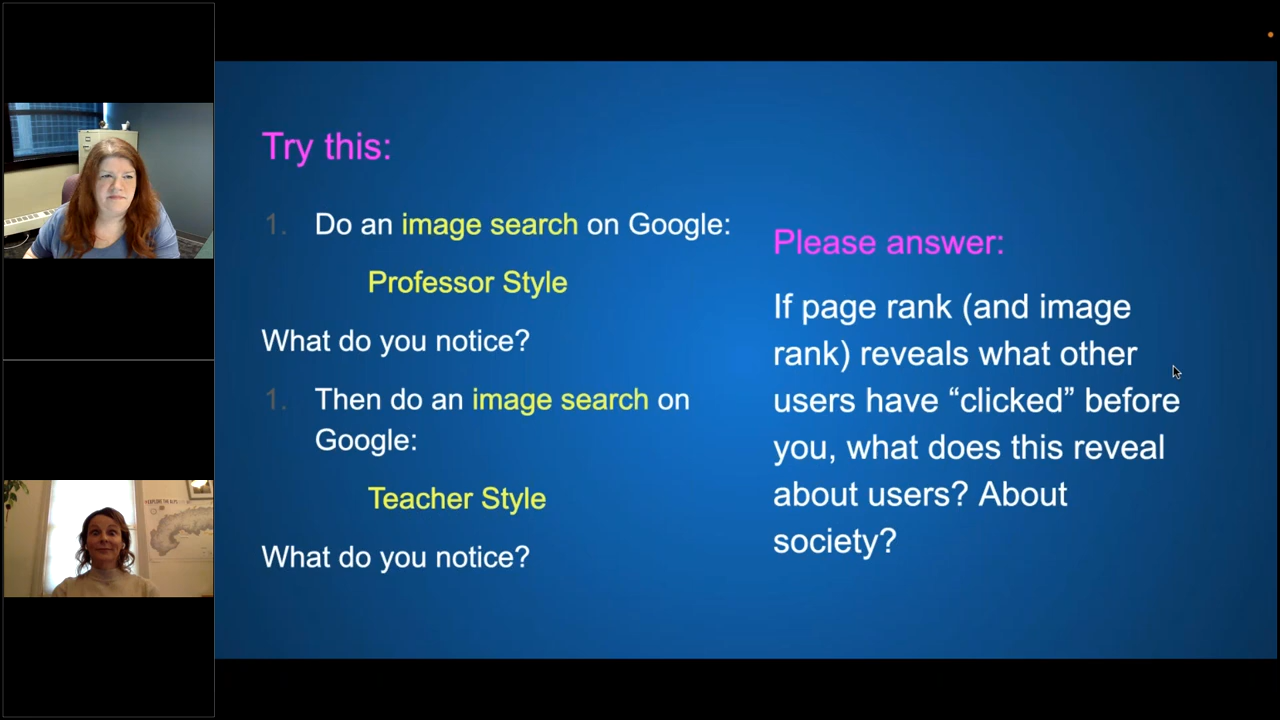 Try this:
1. Do an image search on Google:
Professor Style
What do you notice?
1. Then do an image search on
Google:
Teacher Style
What do you notice?
Please answer:
If page rank (and image
rank) reveals what other
users have “clicked” before
you, what does this reveal
about users? About
society?